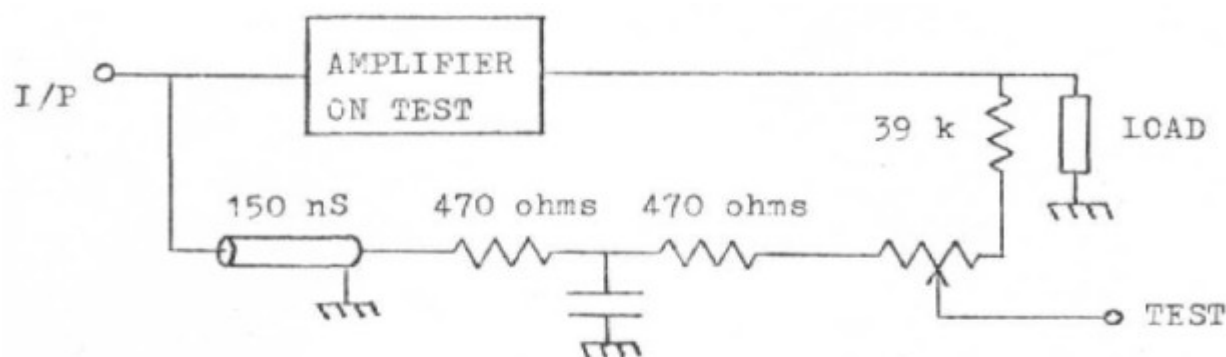 AMPLIFIER
ON TEST
I/P
39 k
LOAD
150 nS
470 ohms
470 ohms
TEST